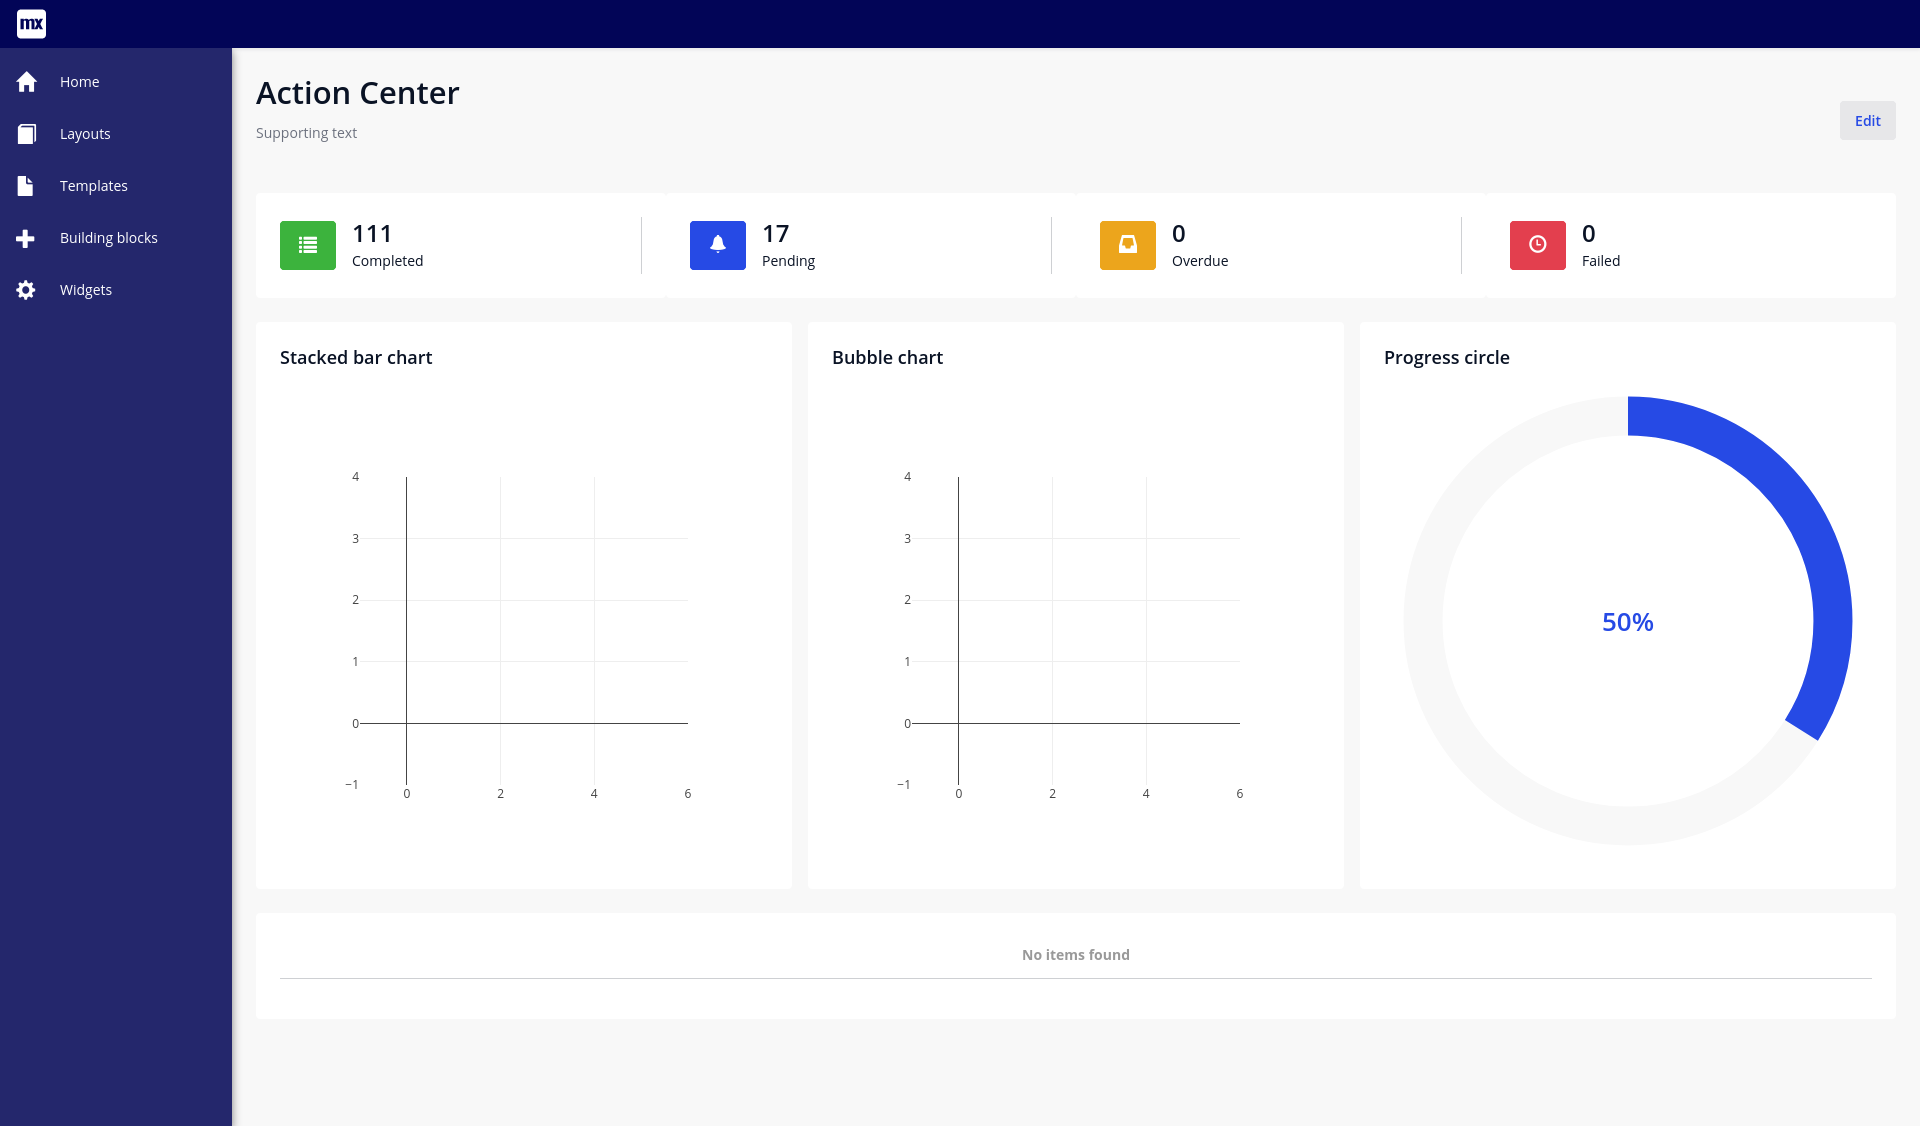 mx
Home
Layouts
Templates
Building blocks
Widgets
Action Center
Supporting text
Edit
111
Completed
17
Pending
0
Overdue
0
Failed
Stacked bar chart
4
3
2
1
0
−1
0 2 4 6
Bubble chart
4
3
2
1
0
−1
0 2 4 6
Progress circle
50%
No items found